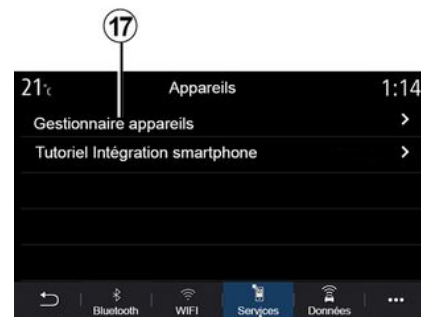 17
21°c Appareils 1:14
Gestionnaire appareils
Tutoriel Intégration smartphone
Bluetooth WIFI Services Données